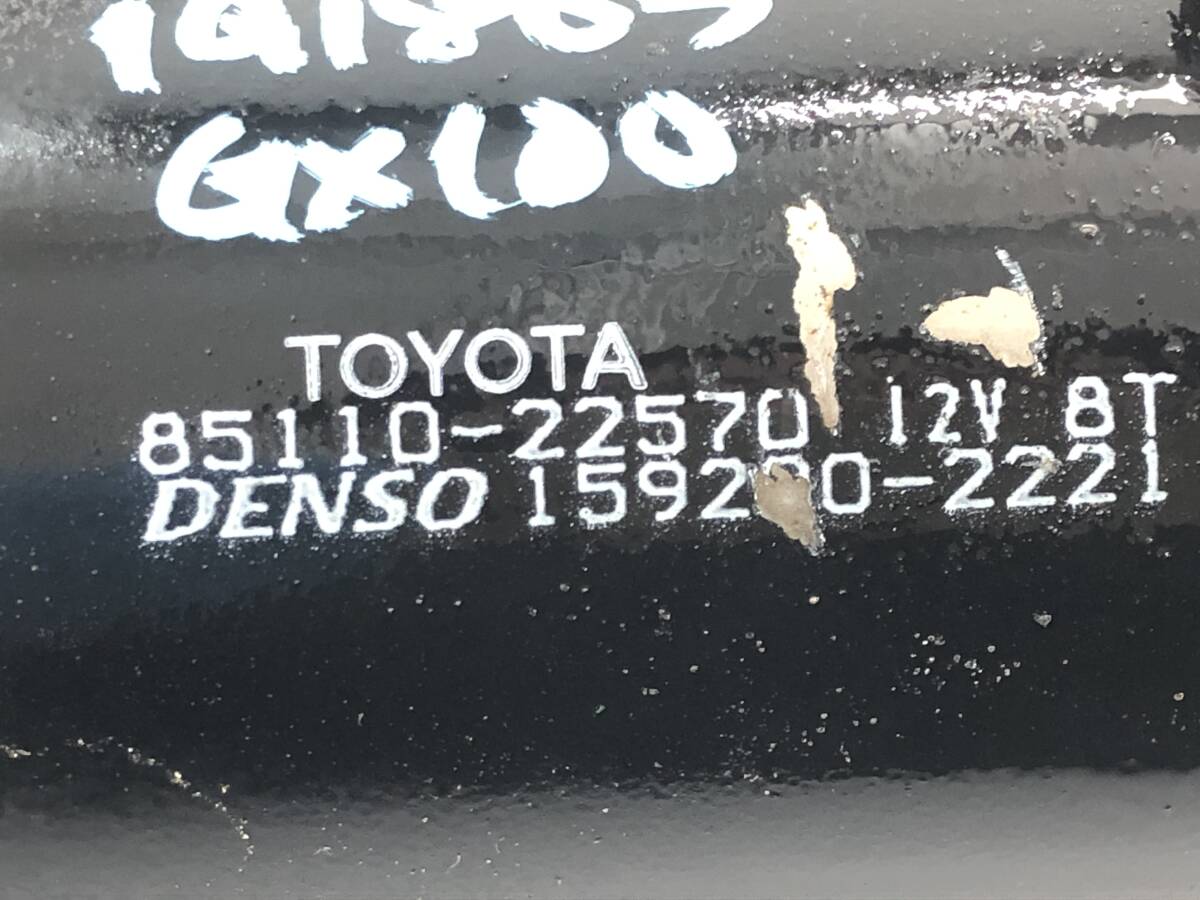 GX100
TOYOTA
85110-22570 12V 8T
DENSO